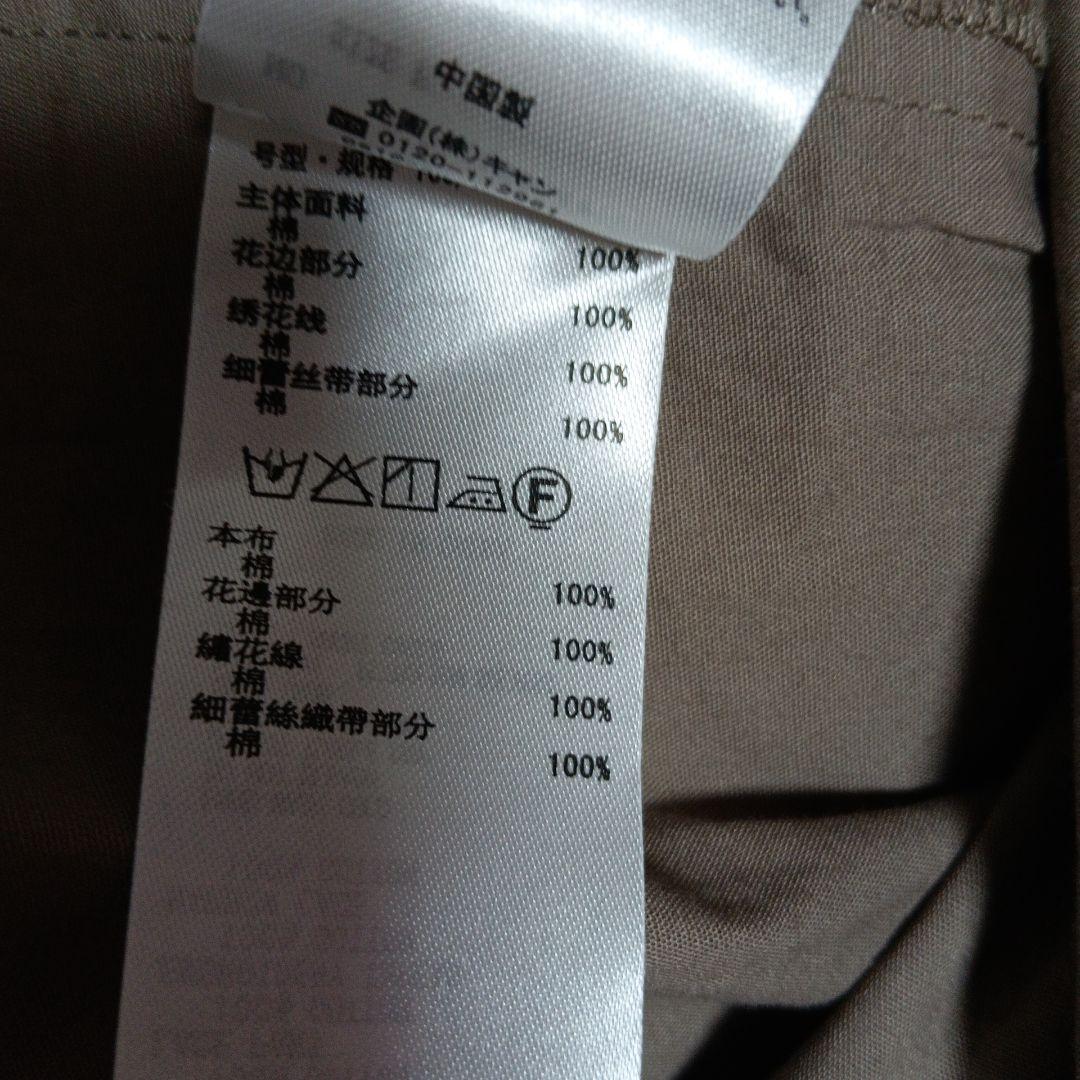 中国製
企画(株)キャン
0120-11
号型・规格
主体面料
棉 100%
花边部分
棉 100%
绣花线
棉 100%
细蕾丝带部分
棉 100%
F
本布
棉 100%
花邊部分
棉 100%
繡花線
棉 100%
細蕾絲織帶部分
棉 100%